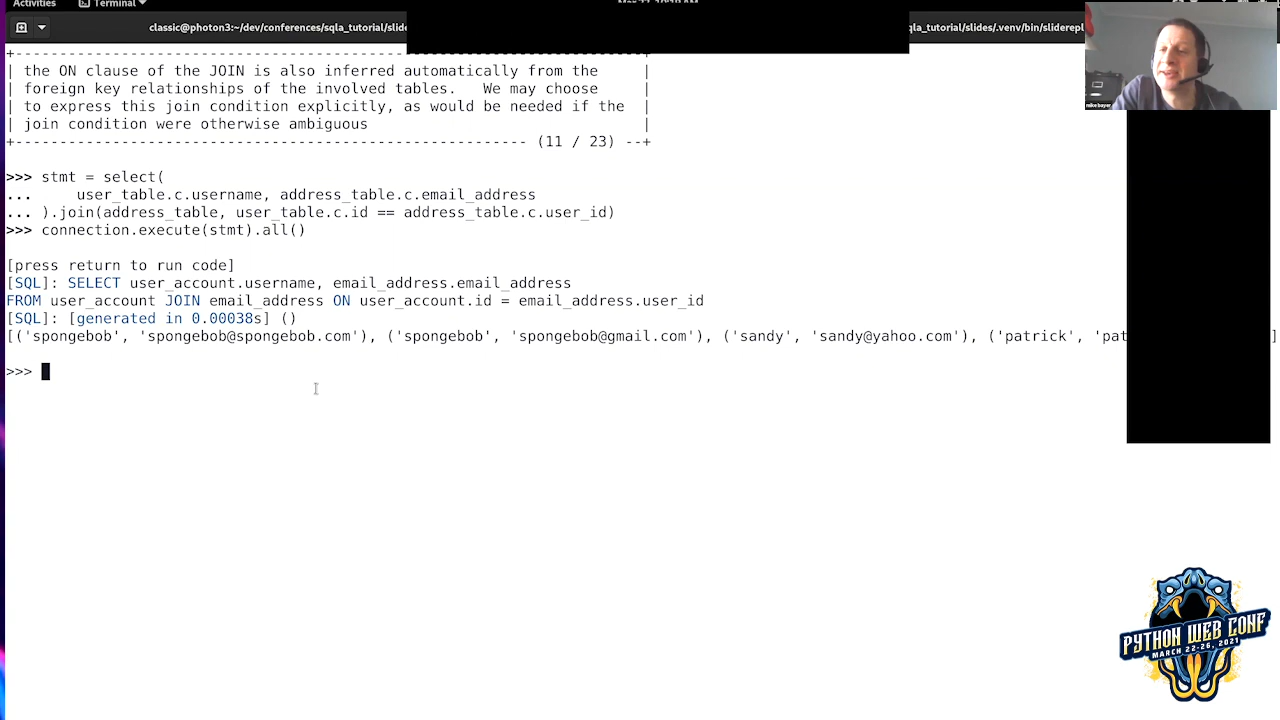 Activities
Terminal
classic@photon3:~/dev/conferences/sqla_tutorial/slide
qla_tutorial/slides/.venv/bin/sliderepl
mike bayer
+------------------------------------------------------------------------+
| the ON clause of the JOIN is also inferred automatically from the |
| foreign key relationships of the involved tables. We may choose |
| to express this join condition explicitly, as would be needed if the |
| join condition were otherwise ambiguous |
+---------------------------------------------------------- (11 / 23) --+
>>> stmt = select(
... user_table.c.username, address_table.c.email_address
... ).join(address_table, user_table.c.id == address_table.c.user_id)
>>> connection.execute(stmt).all()
[press return to run code]
[SQL]: SELECT user_account.username, email_address.email_address
FROM user_account JOIN email_address ON user_account.id = email_address.user_id
[SQL]: [generated in 0.00038s] ()
[('spongebob', 'spongebob@spongebob.com'), ('spongebob', 'spongebob@gmail.com'), ('sandy', 'sandy@yahoo.com'), ('patrick', 'pat ]
>>>
PYTHON WEB CONF
MARCH 22-26, 2021